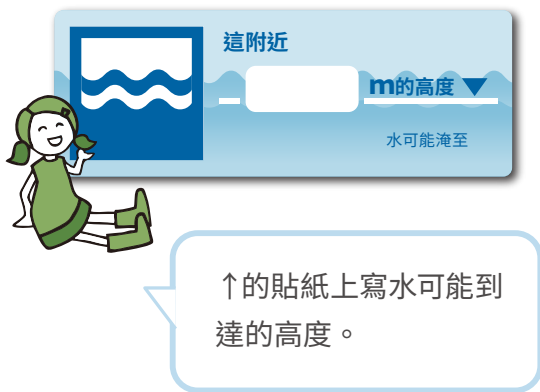 這附近
m的高度▼
水可能淹至
↑的貼紙上寫水可能到
達的高度。